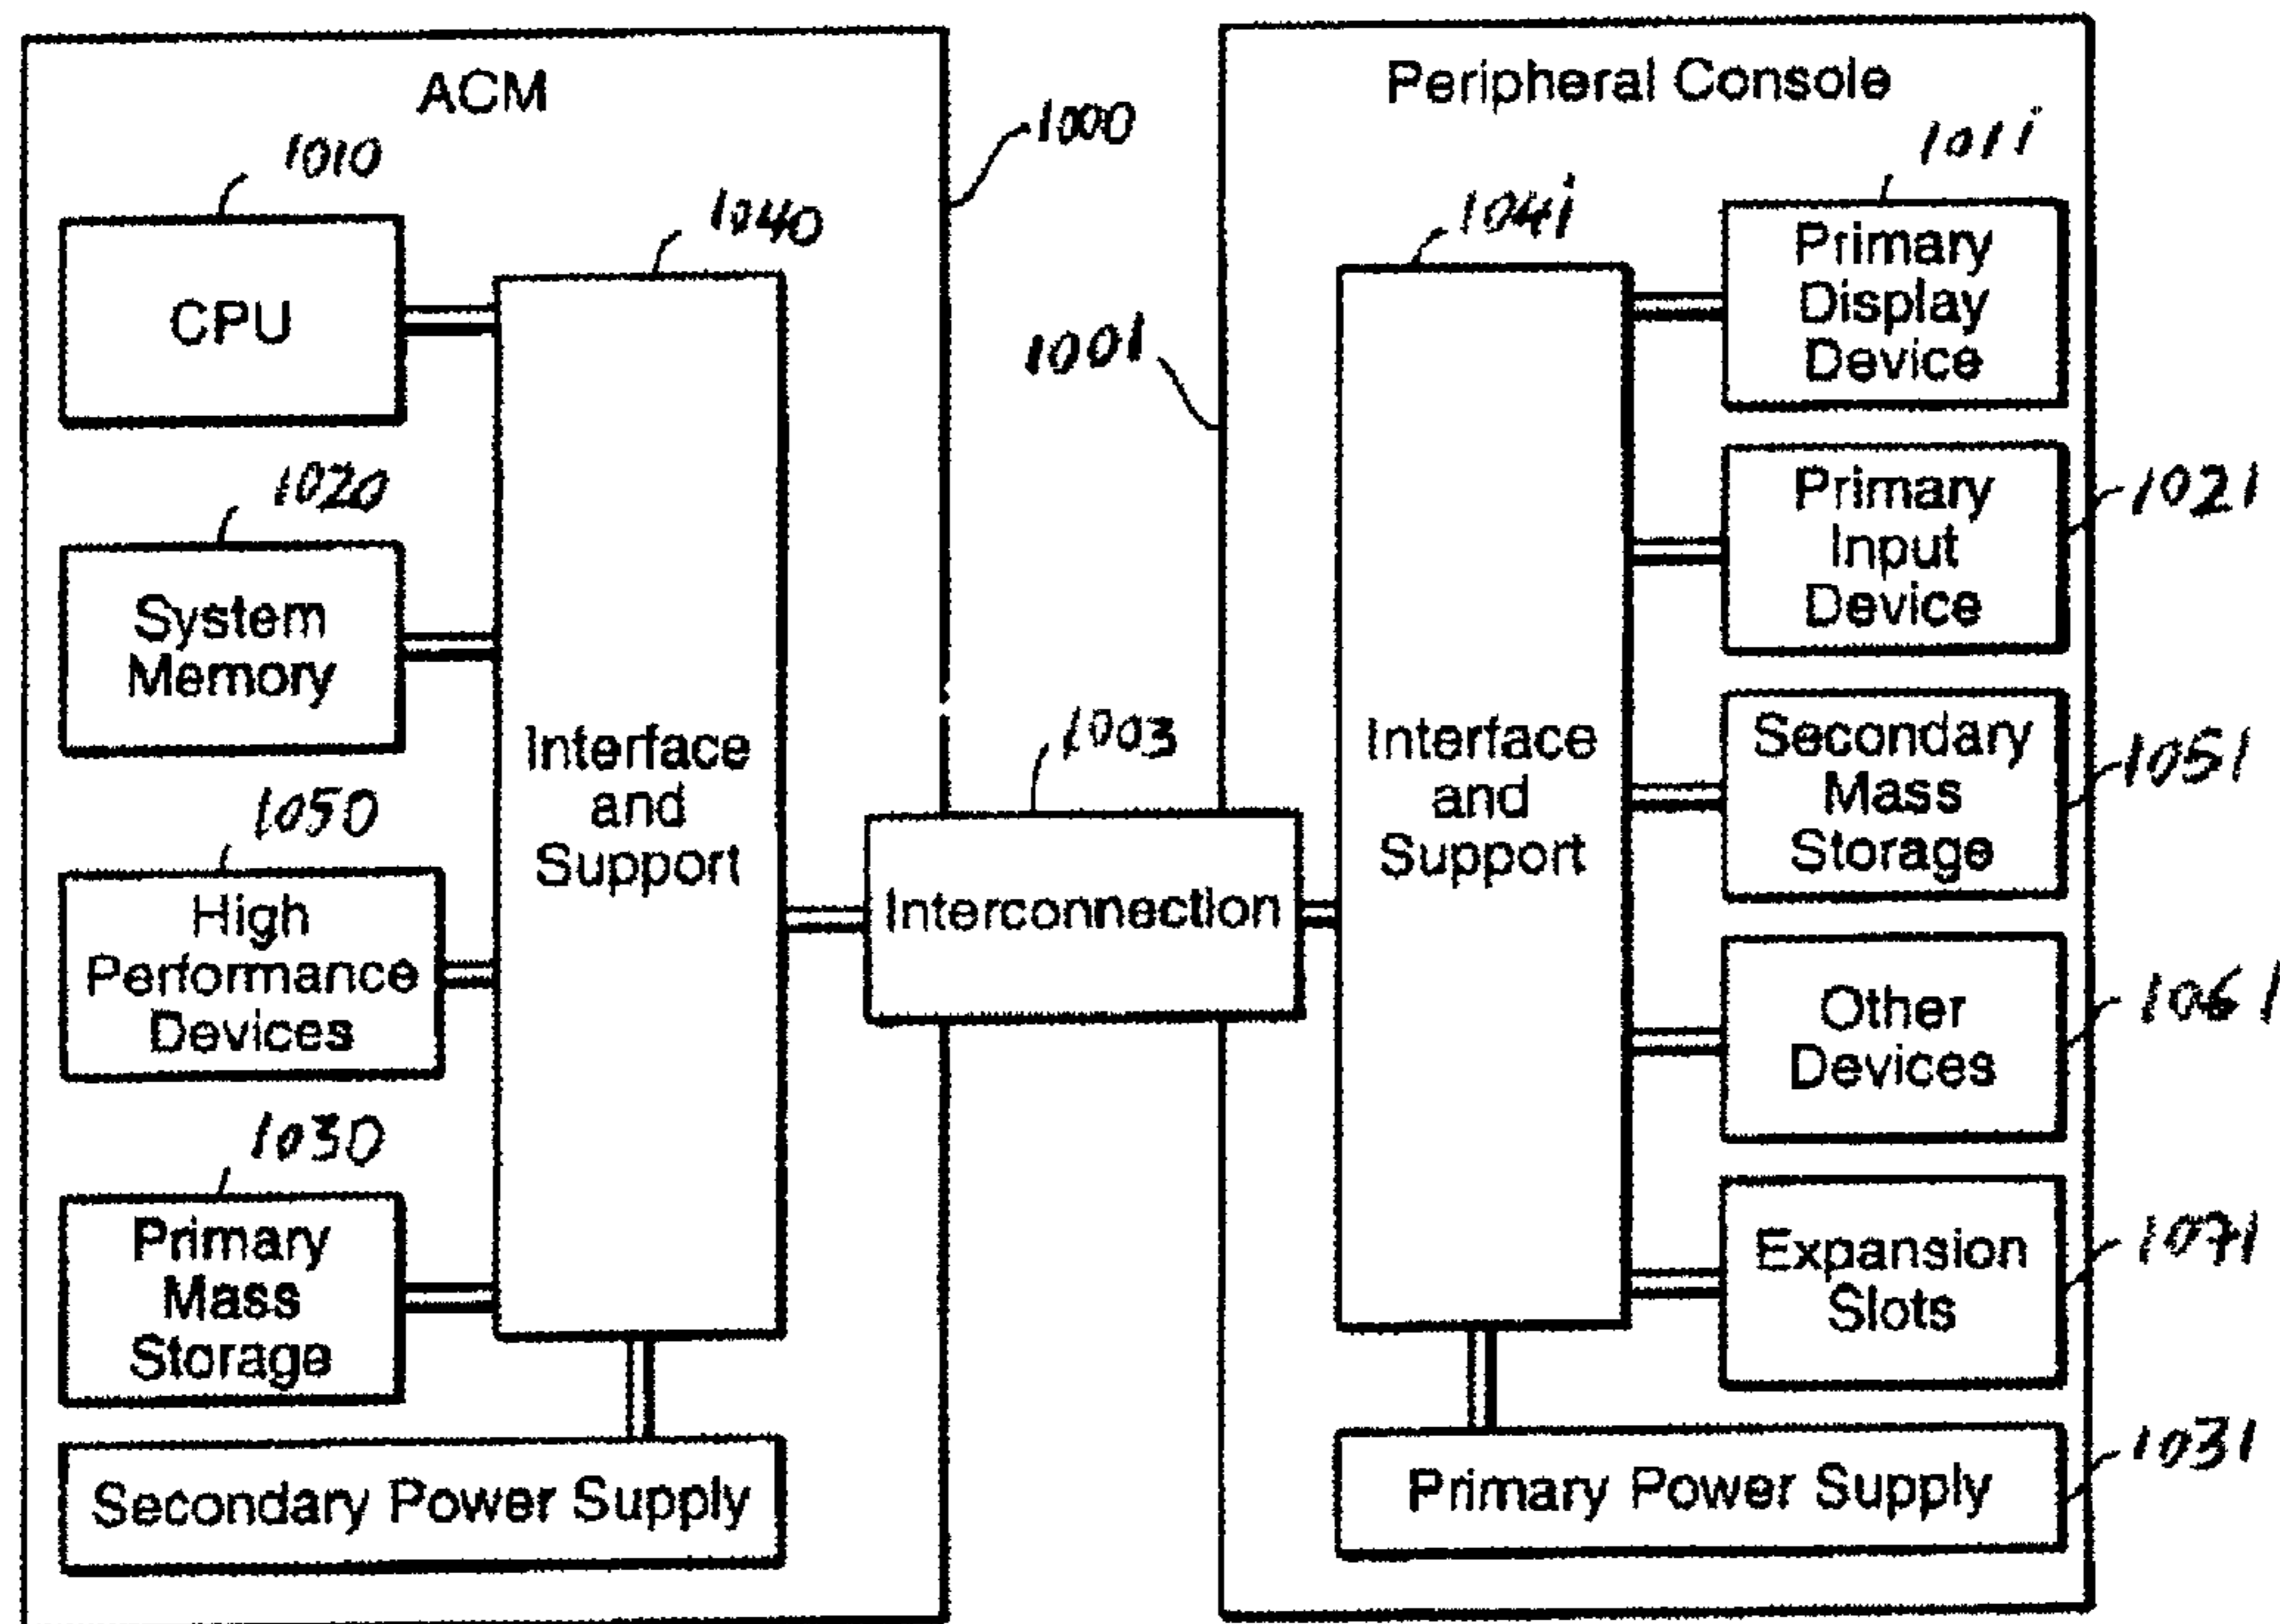 ACM
1000
1010
CPU
1020
System
Memory
1050
High
Performance
Devices
1030
Primary
Mass
Storage
Secondary Power Supply
1040
Interface
and
Support
1003
Interconnection
Peripheral Console
1001
1041
Interface
and
Support
1011
Primary
Display
Device
Primary
Input
Device
1021
Secondary
Mass
Storage
1051
Other
Devices
1061
Expansion
Slots
1071
Primary Power Supply
1031